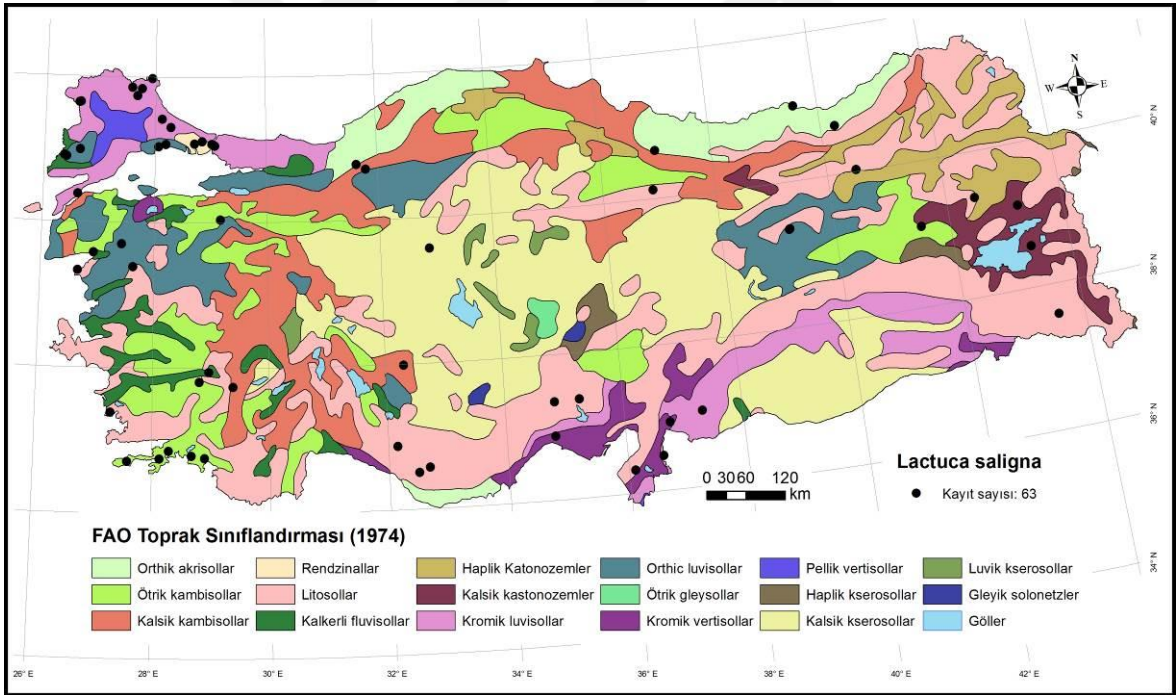 N
W E
S
40° N
38° N
36° N
34° N
0 30 60 120
km
Lactuca saligna
Kayıt sayısı: 63
FAO Toprak Sınıflandırması (1974)
Orthik akrisollar
Rendzinallar
Haplik Katonozemler
Orthic luvisollar
Pellik vertisollar
Luvik kserosollar
Ötrik kambisollar
Litosollar
Kalsik kastonozemler
Ötrik gleysollar
Haplik kserosollar
Gleyik solonetzler
Kalsik kambisollar
Kalkerli fluvisollar
Kromik luvisollar
Kromik vertisollar
Kalsik kserosollar
Göller
26° E 28° E 30° E 32° E 34° E 36° E 38° E 40° E 42° E